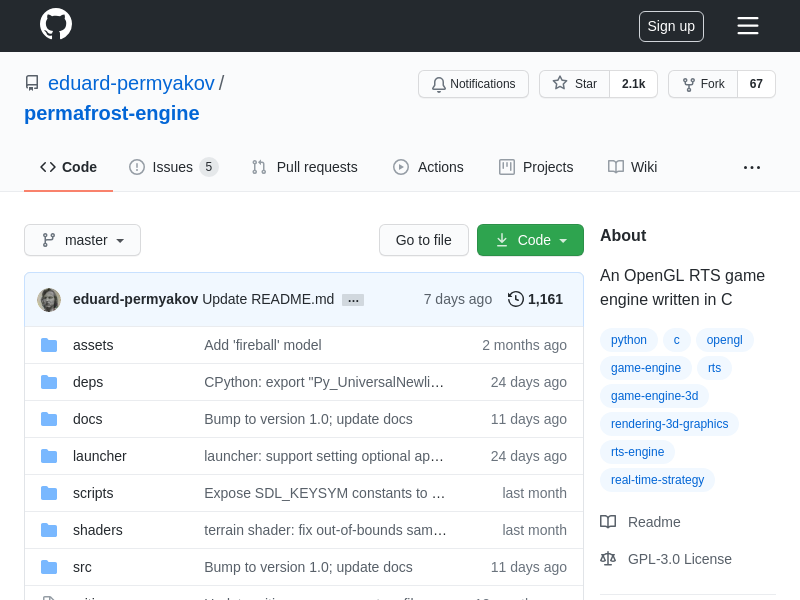 Sign up
eduard-permyakov /
permafrost-engine
Notifications
Star 2.1k
Fork 67
Code
Issues 5
Pull requests
Actions
Projects
Wiki
master
Go to file
Code
eduard-permyakov Update README.md … 7 days ago 1,161
assets Add 'fireball' model 2 months ago
deps CPython: export "Py_UniversalNewli… 24 days ago
docs Bump to version 1.0; update docs 11 days ago
launcher launcher: support setting optional ap… 24 days ago
scripts Expose SDL_KEYSYM constants to … last month
shaders terrain shader: fix out-of-bounds sam… last month
src Bump to version 1.0; update docs 11 days ago
About
An OpenGL RTS game
engine written in C
python c opengl
game-engine rts
game-engine-3d
rendering-3d-graphics
rts-engine
real-time-strategy
Readme
GPL-3.0 License